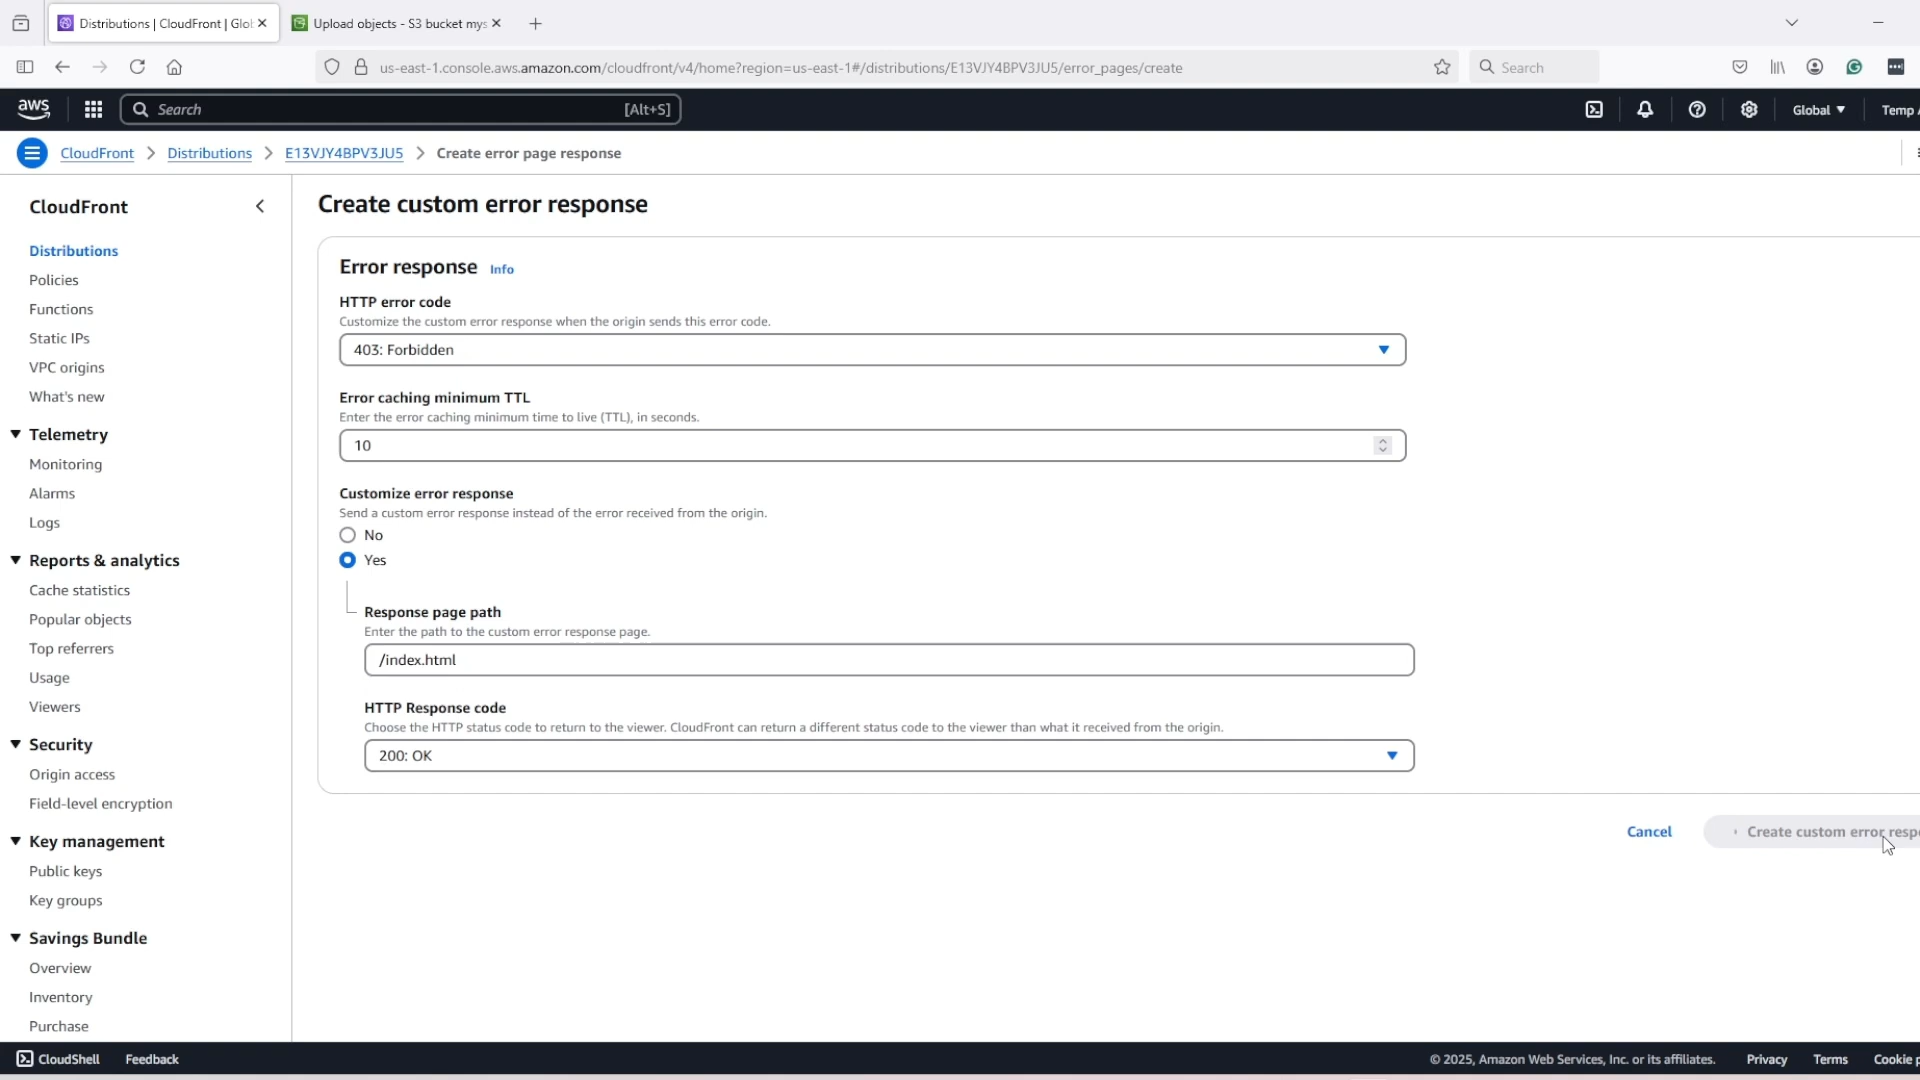 Distributions | CloudFront | Glo
Upload objects - S3 bucket mys
us-east-1.console.aws.amazon.com/cloudfront/v4/home?region=us-east-1#/distributions/E13VJY4BPV3JU5/error_pages/create
Search
aws
Search
[Alt+S]
Global
Temp
CloudFront
Distributions
E13VJY4BPV3JU5
Create error page response
CloudFront
Distributions
Policies
Functions
Static IPs
VPC origins
What's new
Telemetry
Monitoring
Alarms
Logs
Reports & analytics
Cache statistics
Popular objects
Top referrers
Usage
Viewers
Security
Origin access
Field-level encryption
Key management
Public keys
Key groups
Savings Bundle
Overview
Inventory
Purchase
Create custom error response
Error response Info
HTTP error code
Customize the custom error response when the origin sends this error code.
403: Forbidden
Error caching minimum TTL
Enter the error caching minimum time to live (TTL), in seconds.
10
Customize error response
Send a custom error response instead of the error received from the origin.
No
Yes
Response page path
Enter the path to the custom error response page.
/index.html
HTTP Response code
Choose the HTTP status code to return to the viewer. CloudFront can return a different status code to the viewer than what it received from the origin.
200: OK
Cancel
Create custom error resp
CloudShell
Feedback
© 2025, Amazon Web Services, Inc. or its affiliates.
Privacy
Terms
Cookie p